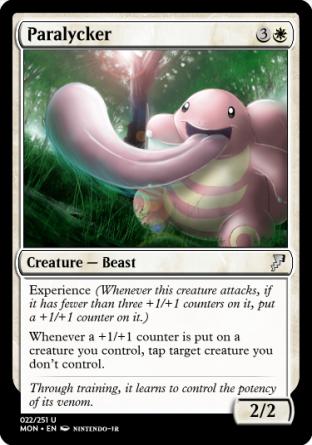 Paralycker 3
Creature — Beast
Experience (Whenever this creature attacks, if
it has fewer than three +1/+1 counters on it, put
a +1/+1 counter on it.)
Whenever a +1/+1 counter is put on a
creature you control, tap target creature you
don't control.
Through training, it learns to control the potency
of its venom.
2/2
022/251 U
MON • EN NINTENDO-JR